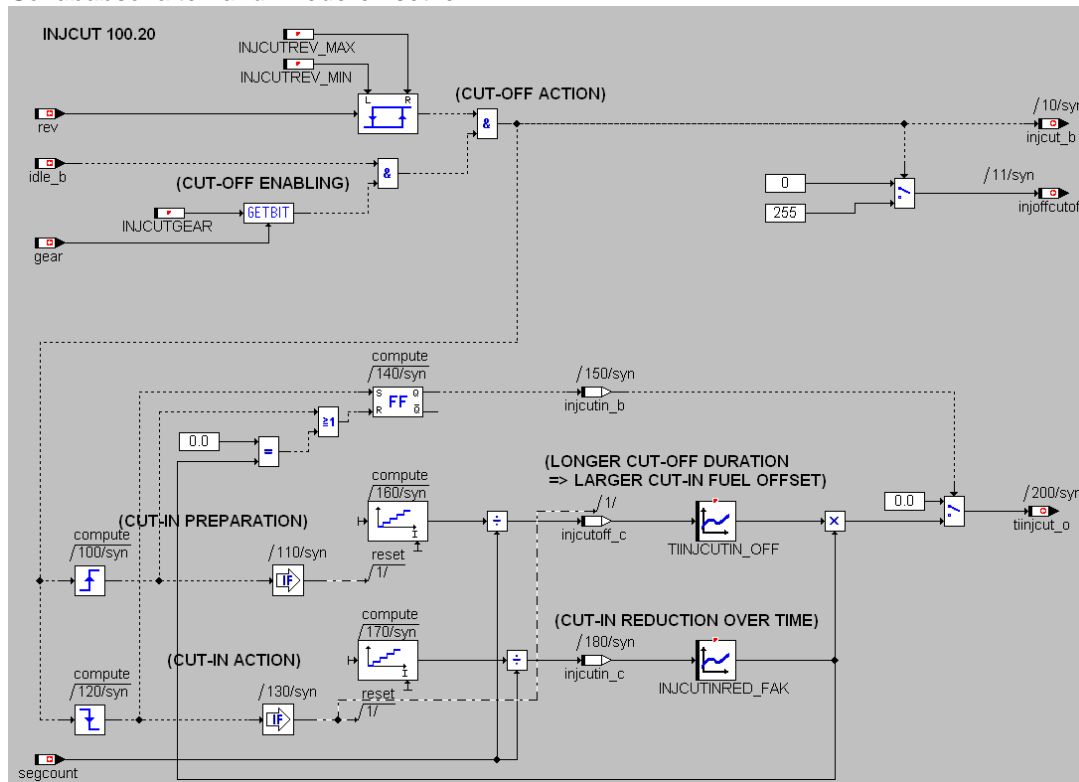 INJCUT 100.20
INJCUTREV_MAX
INJCUTREV_MIN
L R
rev
(CUT-OFF ACTION)
&
/10/syn
injcut_b
idle_b
&
(CUT-OFF ENABLING)
GETBIT
INJCUTGEAR
gear
0
255
/11/syn
injoffcutof
compute
/140/syn
S Q
FF
R Q
/150/syn
injcutin_b
≥1
0.0
=
(LONGER CUT-OFF DURATION
=> LARGER CUT-IN FUEL OFFSET)
compute
/160/syn
(CUT-IN PREPARATION)
I
÷
/1/
injcutoff_c
TIINJCUTIN_OFF
×
0.0
/200/syn
tiinjcut_o
compute
/100/syn
/110/syn
IF
reset
/1/
compute
/170/syn
(CUT-IN ACTION)
I
÷
(CUT-IN REDUCTION OVER TIME)
/180/syn
injcutin_c
INJCUTINRED_FAK
compute
/120/syn
/130/syn
IF
reset
/1/
segcount